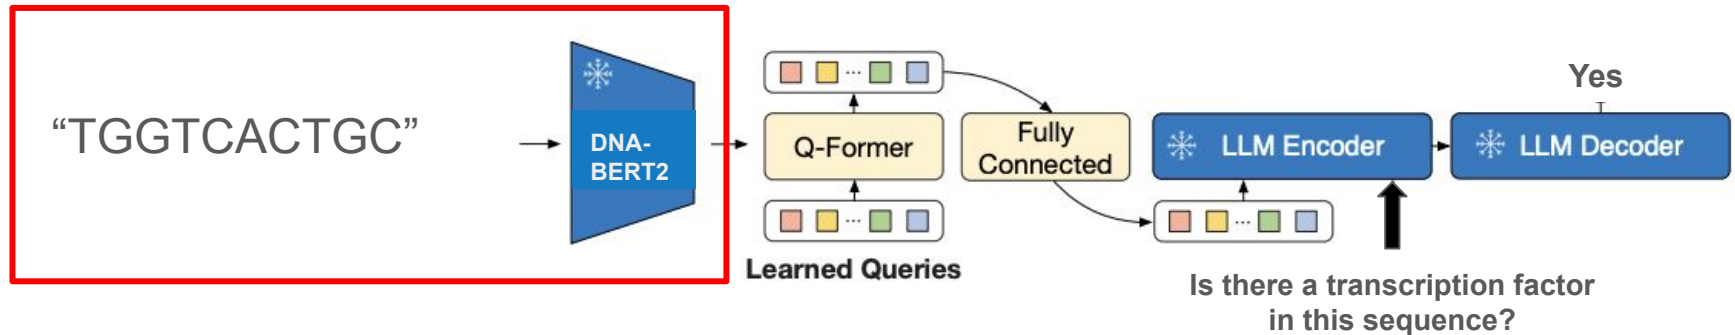 “TGGTCACTGC”
DNA-
BERT2
...
Q-Former
...
Learned Queries
Fully
Connected
...
LLM Encoder
Is there a transcription factor
in this sequence?
Yes
LLM Decoder